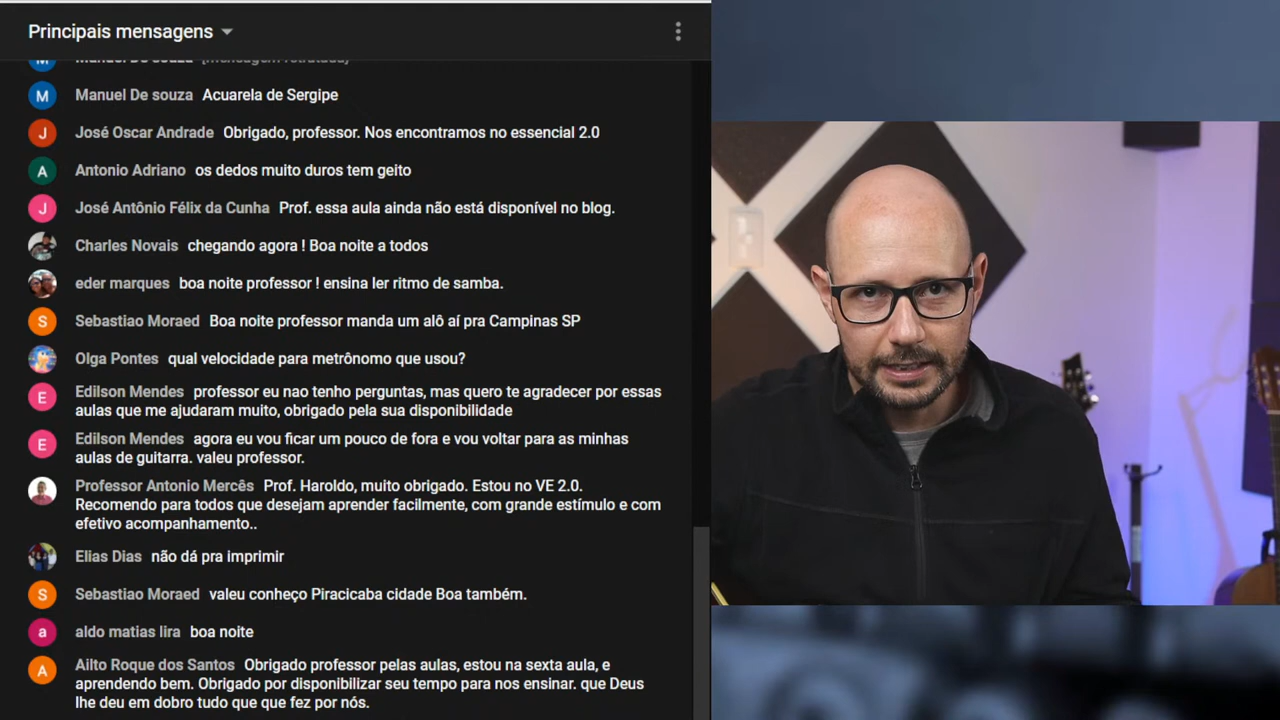 Principais mensagens
Manuel De souza [mensagem retratada]
M Manuel De souza Acuarela de Sergipe
J José Oscar Andrade Obrigado, professor. Nos encontramos no essencial 2.0
A Antonio Adriano os dedos muito duros tem geito
J José Antônio Félix da Cunha Prof. essa aula ainda não está disponível no blog.
Charles Novais chegando agora ! Boa noite a todos
eder marques boa noite professor ! ensina ler ritmo de samba.
S Sebastiao Moraed Boa noite professor manda um alô aí pra Campinas SP
Olga Pontes qual velocidade para metrônomo que usou?
E Edilson Mendes professor eu nao tenho perguntas, mas quero te agradecer por essas
aulas que me ajudaram muito, obrigado pela sua disponibilidade
E Edilson Mendes agora eu vou ficar um pouco de fora e vou voltar para as minhas
aulas de guitarra. valeu professor.
Professor Antonio Mercês Prof. Haroldo, muito obrigado. Estou no VE 2.0.
Recomendo para todos que desejam aprender facilmente, com grande estímulo e com
efetivo acompanhamento..
Elias Dias não dá pra imprimir
S Sebastiao Moraed valeu conheço Piracicaba cidade Boa também.
a aldo matias lira boa noite
A Ailto Roque dos Santos Obrigado professor pelas aulas, estou na sexta aula, e
aprendendo bem. Obrigado por disponibilizar seu tempo para nos ensinar. que Deus
lhe deu em dobro tudo que que fez por nós.